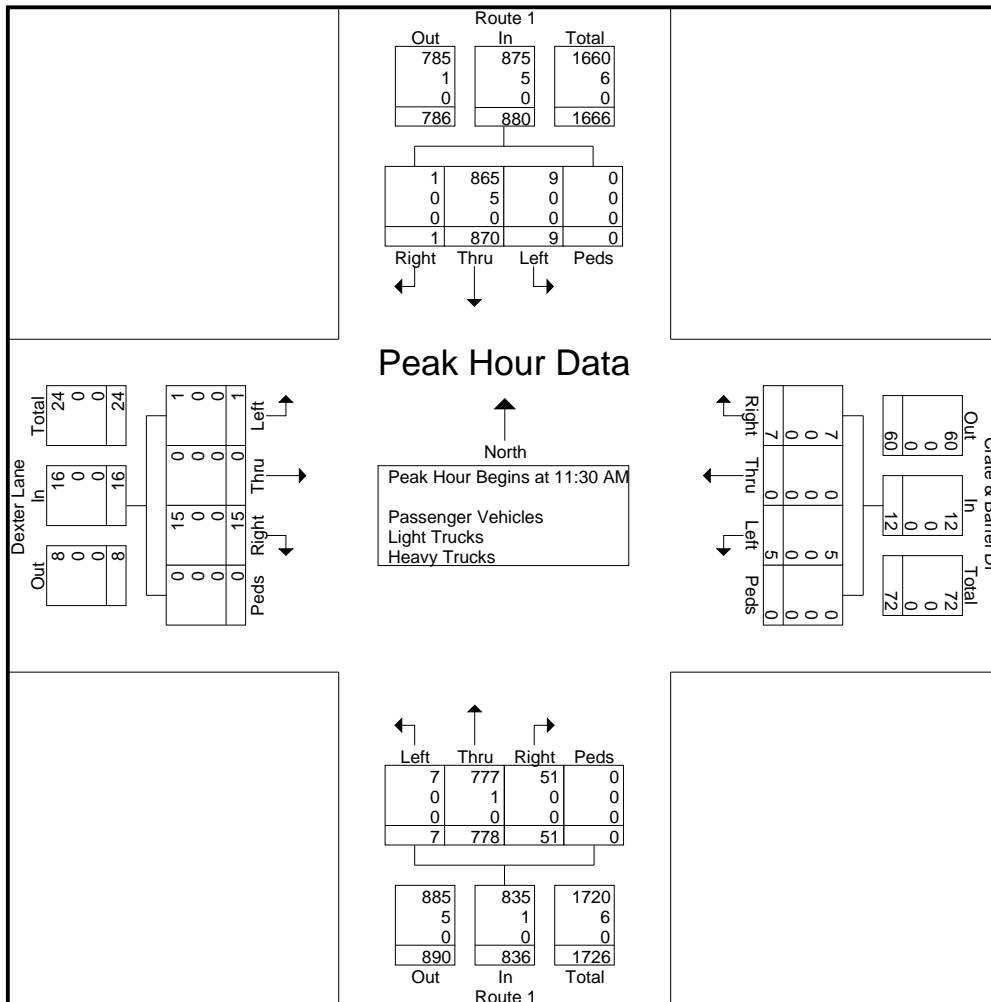 Route 1
Out In Total
785 875 1660
1 5 6
0 0 0
786 880 1666
1 865 9 0
0 5 0 0
0 0 0 0
1 870 9 0
Right Thru Left Peds
Peak Hour Data
North
Peak Hour Begins at 11:30 AM
Passenger Vehicles
Light Trucks
Heavy Trucks
Dexter Lane
Out In Total
8 16 24
0 0 0
0 0 0
8 16 24
Peds Right Thru Left
0 15 0 1
0 0 0 0
0 0 0 0
0 15 0 1
Out In Total
60 12 72
0 0 0
0 0 0
60 12 72
7 0 5 0
0 0 0 0
0 0 0 0
7 0 5 0
Right Thru Left Peds
Left Thru Right Peds
7 777 51 0
0 1 0 0
0 0 0 0
7 778 51 0
885 835 1720
5 1 6
0 0 0
890 836 1726
Out In Total
Route 1